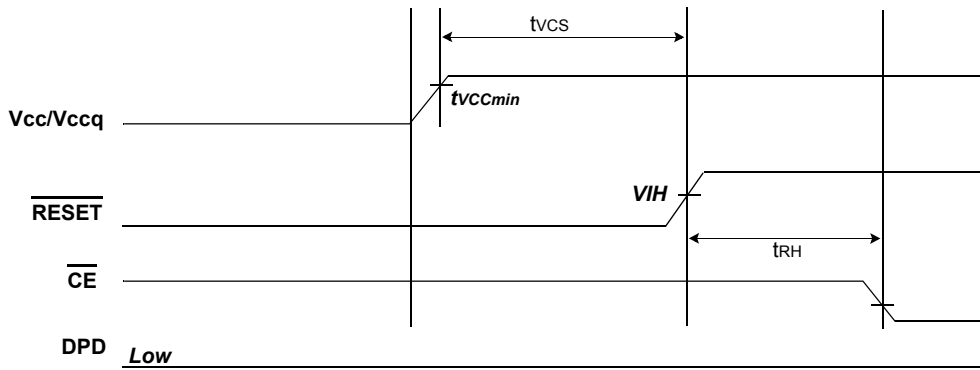 tVCS
tVCCmin
Vcc/Vccq
VIH
RESET
tRH
CE
DPD
Low